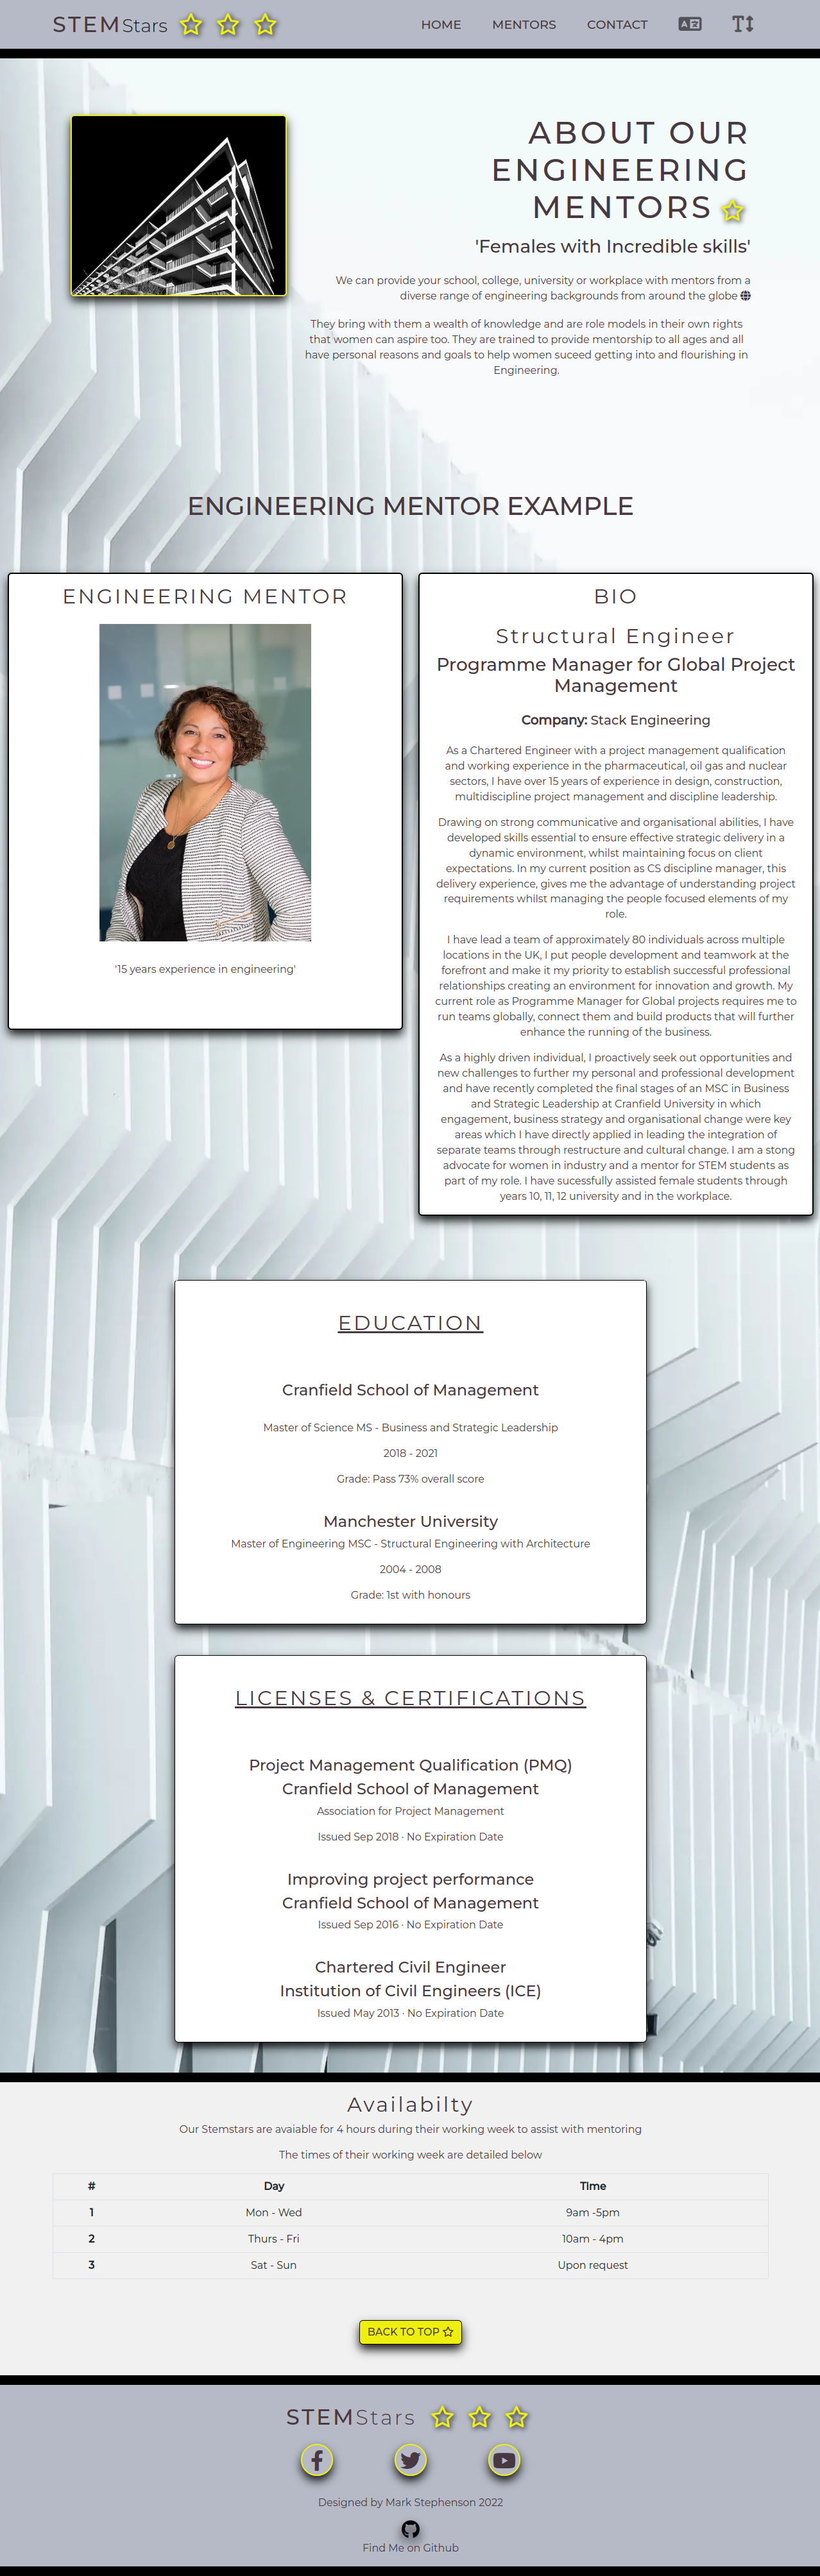 STEMStars
HOME MENTORS CONTACT
ABOUT OUR
ENGINEERING
MENTORS
'Females with Incredible skills'
We can provide your school, college, university or workplace with mentors from a
diverse range of engineering backgrounds from around the globe
They bring with them a wealth of knowledge and are role models in their own rights
that women can aspire too. They are trained to provide mentorship to all ages and all
have personal reasons and goals to help women suceed getting into and flourishing in
Engineering.
ENGINEERING MENTOR EXAMPLE
ENGINEERING MENTOR
'15 years experience in engineering'
BIO
Structural Engineer
Programme Manager for Global Project
Management
Company: Stack Engineering
As a Chartered Engineer with a project management qualification
and working experience in the pharmaceutical, oil gas and nuclear
sectors, I have over 15 years of experience in design, construction,
multidiscipline project management and discipline leadership.
Drawing on strong communicative and organisational abilities, I have
developed skills essential to ensure effective strategic delivery in a
dynamic environment, whilst maintaining focus on client
expectations. In my current position as CS discipline manager, this
delivery experience, gives me the advantage of understanding project
requirements whilst managing the people focused elements of my
role.
I have lead a team of approximately 80 individuals across multiple
locations in the UK, I put people development and teamwork at the
forefront and make it my priority to establish successful professional
relationships creating an environment for innovation and growth. My
current role as Programme Manager for Global projects requires me to
run teams globally, connect them and build products that will further
enhance the running of the business.
As a highly driven individual, I proactively seek out opportunities and
new challenges to further my personal and professional development
and have recently completed the final stages of an MSC in Business
and Strategic Leadership at Cranfield University in which
engagement, business strategy and organisational change were key
areas which I have directly applied in leading the integration of
separate teams through restructure and cultural change. I am a stong
advocate for women in industry and a mentor for STEM students as
part of my role. I have sucessfully assisted female students through
years 10, 11, 12 university and in the workplace.
EDUCATION
Cranfield School of Management
Master of Science MS - Business and Strategic Leadership
2018 - 2021
Grade: Pass 73% overall score
Manchester University
Master of Engineering MSC - Structural Engineering with Architecture
2004 - 2008
Grade: 1st with honours
LICENSES & CERTIFICATIONS
Project Management Qualification (PMQ)
Cranfield School of Management
Association for Project Management
Issued Sep 2018 · No Expiration Date
Improving project performance
Cranfield School of Management
Issued Sep 2016 · No Expiration Date
Chartered Civil Engineer
Institution of Civil Engineers (ICE)
Issued May 2013 · No Expiration Date
Availabilty
Our Stemstars are avaiable for 4 hours during their working week to assist with mentoring
The times of their working week are detailed below
# Day Time
1 Mon - Wed 9am -5pm
2 Thurs - Fri 10am - 4pm
3 Sat - Sun Upon request
BACK TO TOP
STEMStars
Designed by Mark Stephenson 2022
Find Me on Github